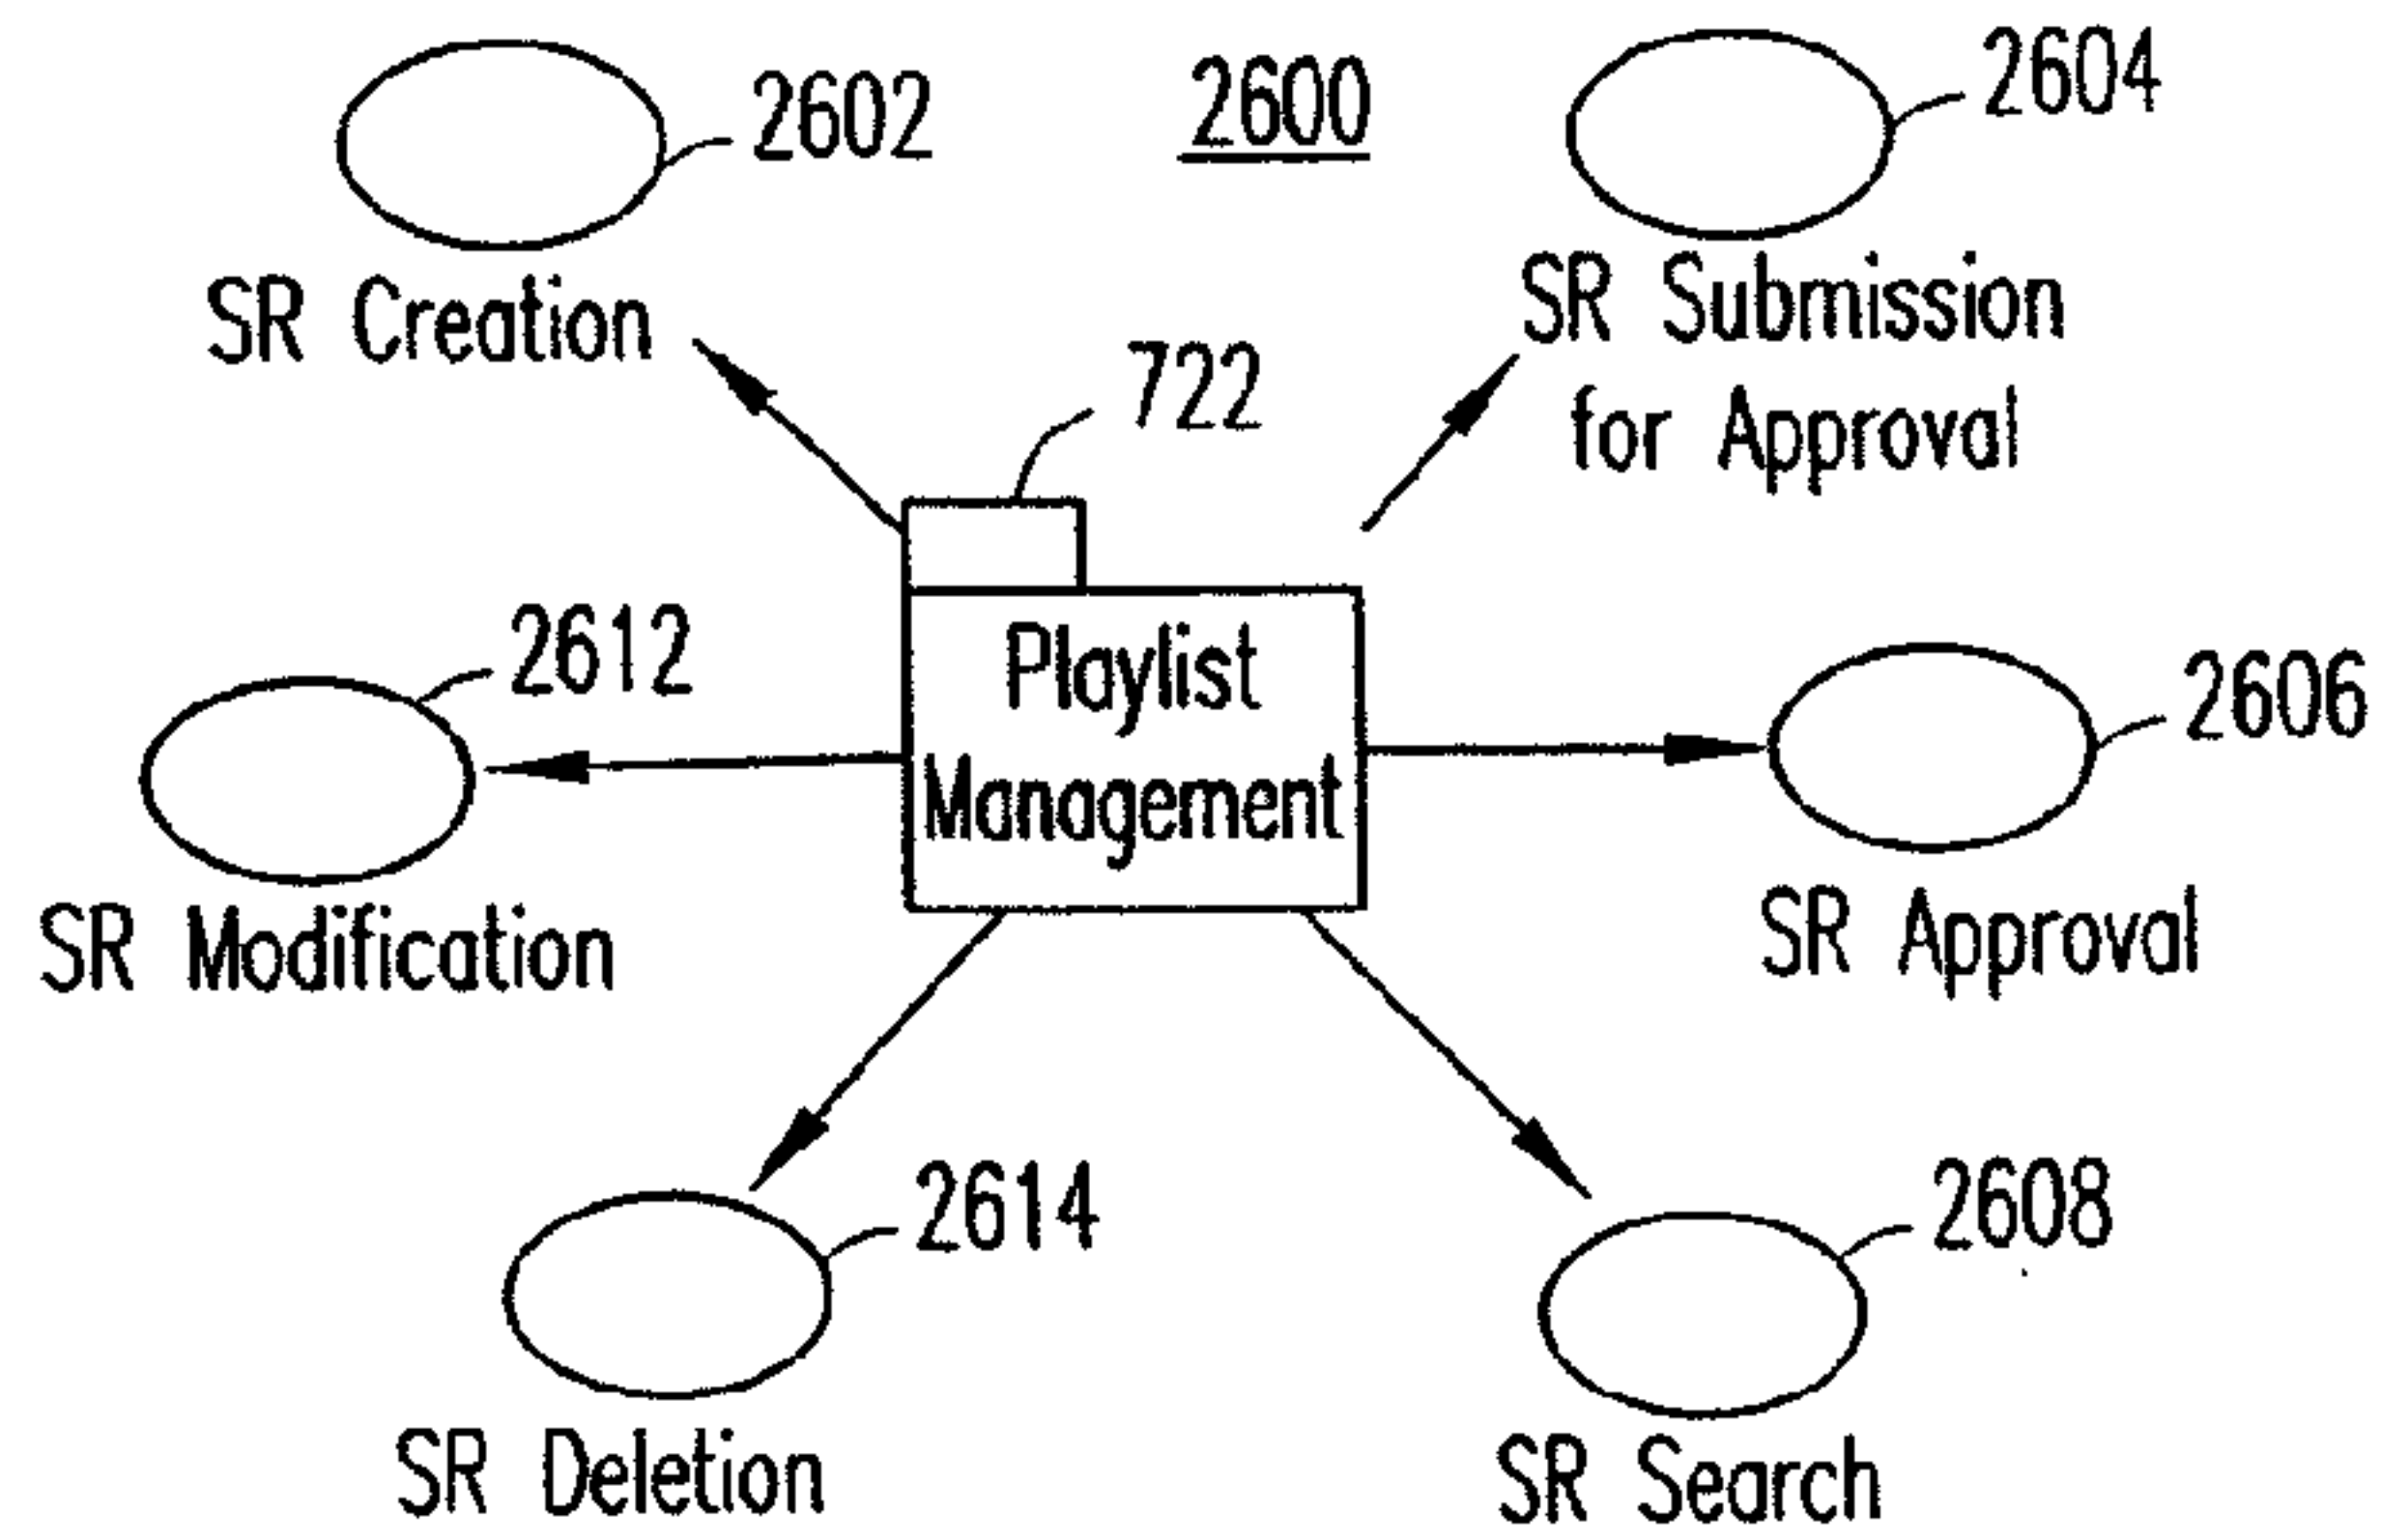 2602
2600
2604
SR Creation
SR Submission
for Approval
722
2612
Playlist
Management
2606
SR Modification
SR Approval
2614
2608
SR Deletion
SR Search